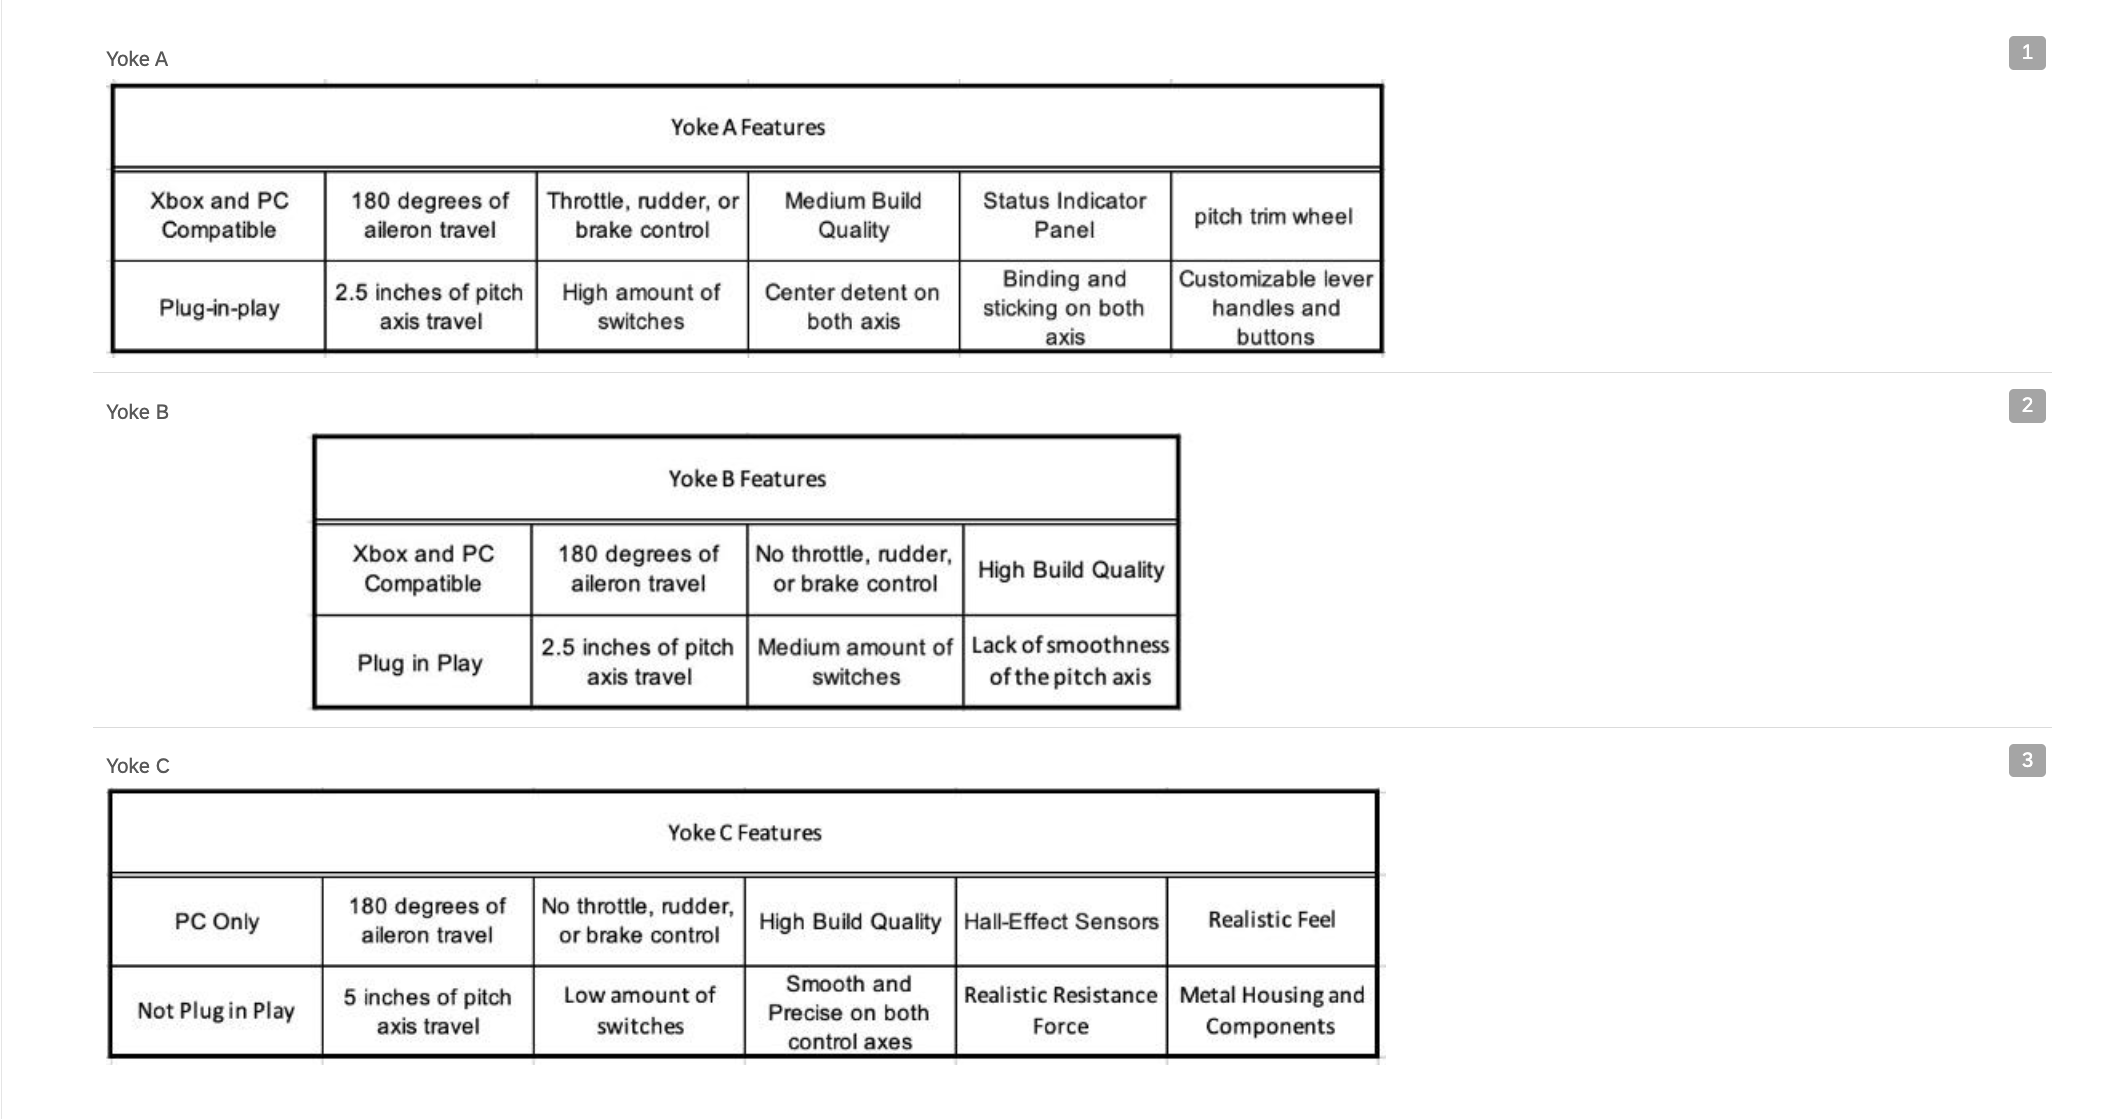 Yoke A
1
Yoke A Features
Xbox and PC
Compatible
180 degrees of
aileron travel
Throttle, rudder, or
brake control
Medium Build
Quality
Status Indicator
Panel
pitch trim wheel
Plug-in-play
2.5 inches of pitch
axis travel
High amount of
switches
Center detent on
both axis
Binding and
sticking on both
axis
Customizable lever
handles and
buttons
Yoke B
2
Yoke B Features
Xbox and PC
Compatible
180 degrees of
aileron travel
No throttle, rudder,
or brake control
High Build Quality
Plug in Play
2.5 inches of pitch
axis travel
Medium amount of
switches
Lack of smoothness
of the pitch axis
Yoke C
3
Yoke C Features
PC Only
180 degrees of
aileron travel
No throttle, rudder,
or brake control
High Build Quality
Hall-Effect Sensors
Realistic Feel
Not Plug in Play
5 inches of pitch
axis travel
Low amount of
switches
Smooth and
Precise on both
control axes
Realistic Resistance
Force
Metal Housing and
Components